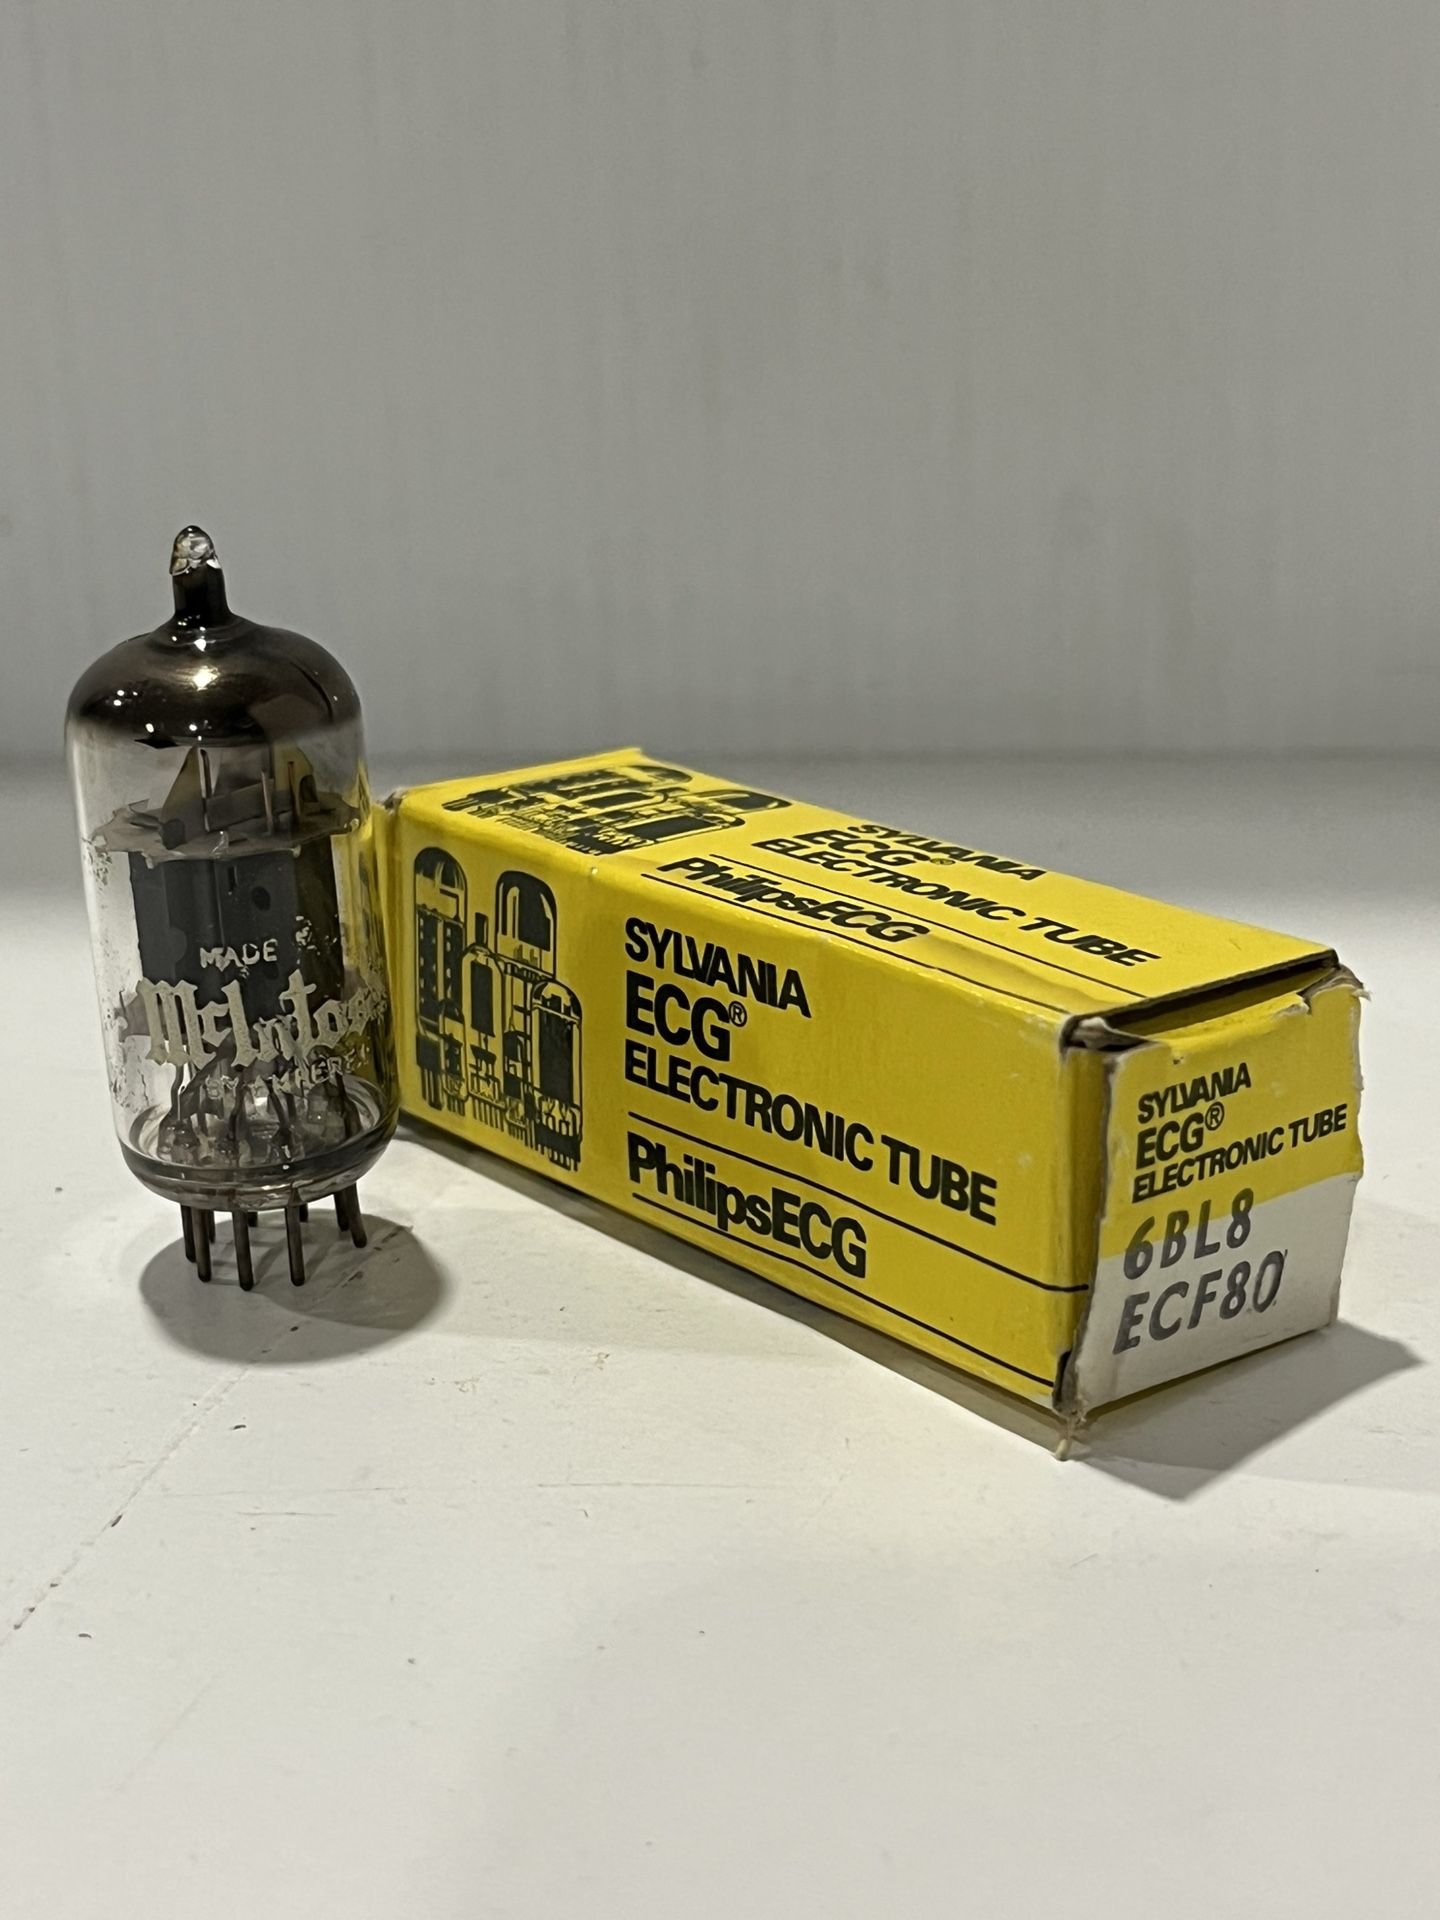 MADE
McIntosh
SYLVANIA
ECG®
ELECTRONIC TUBE
PhilipsECG
SYLVANIA
ECG®
ELECTRONIC TUBE
PhilipsECG
SYLVANIA
ECG®
ELECTRONIC TUBE
6BL8
ECF80